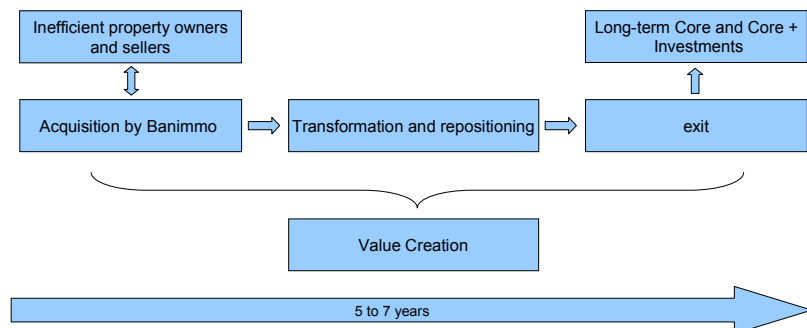 Inefficient property owners
and sellers
Long-term Core and Core +
Investments
Acquisition by Banimmo
Transformation and repositioning
exit
Value Creation
5 to 7 years